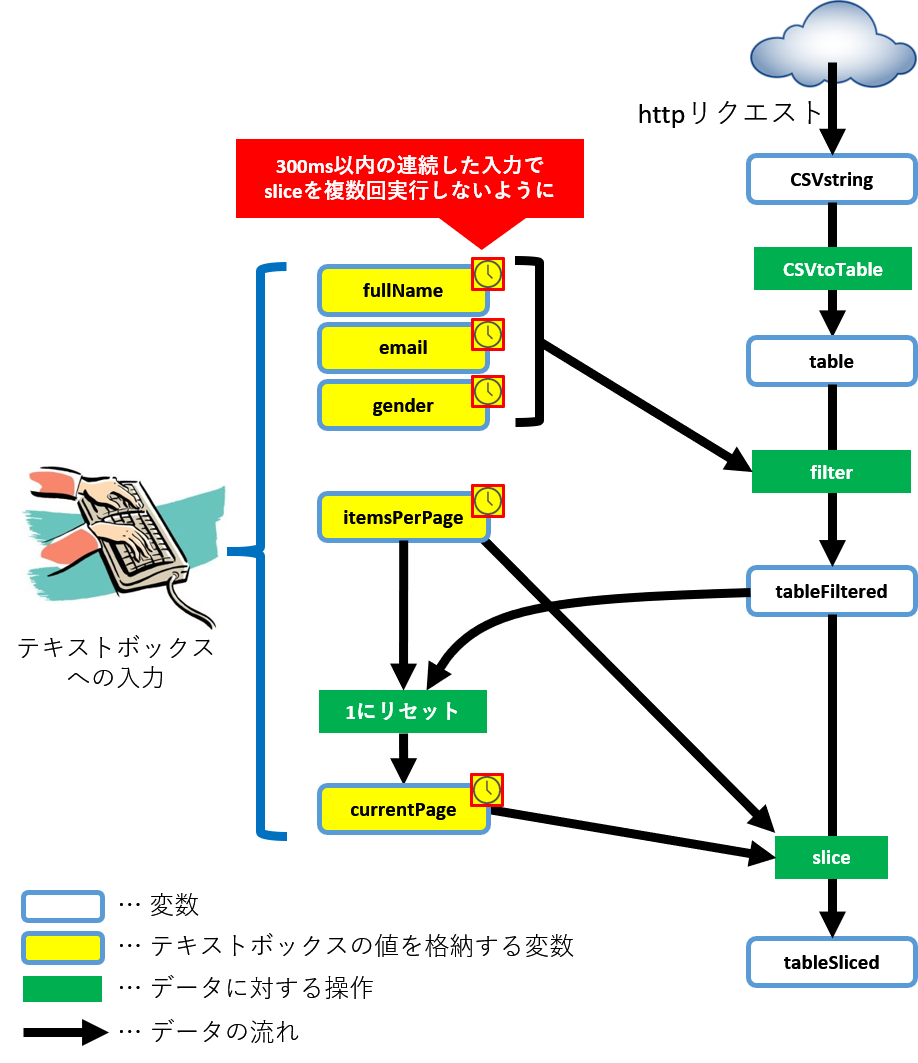 httpリクエスト
300ms以内の連続した入力で
sliceを複数回実行しないように
CSVstring
CSVtoTable
fullName
email
table
gender
filter
itemsPerPage
tableFiltered
テキストボックス
への入力
1にリセット
currentPage
slice
… 変数
… テキストボックスの値を格納する変数
tableSliced
… データに対する操作
… データの流れ